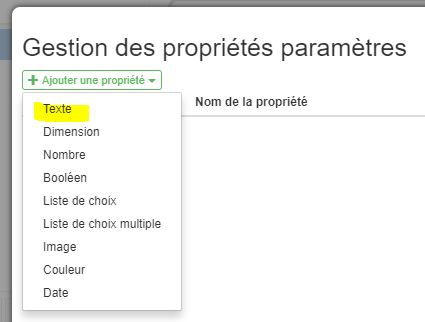 Gestion des propriétés paramètres
Ajouter une propriété
Nom de la propriété
Texte
Dimension
Nombre
Booléen
Liste de choix
Liste de choix multiple
Image
Couleur
Date